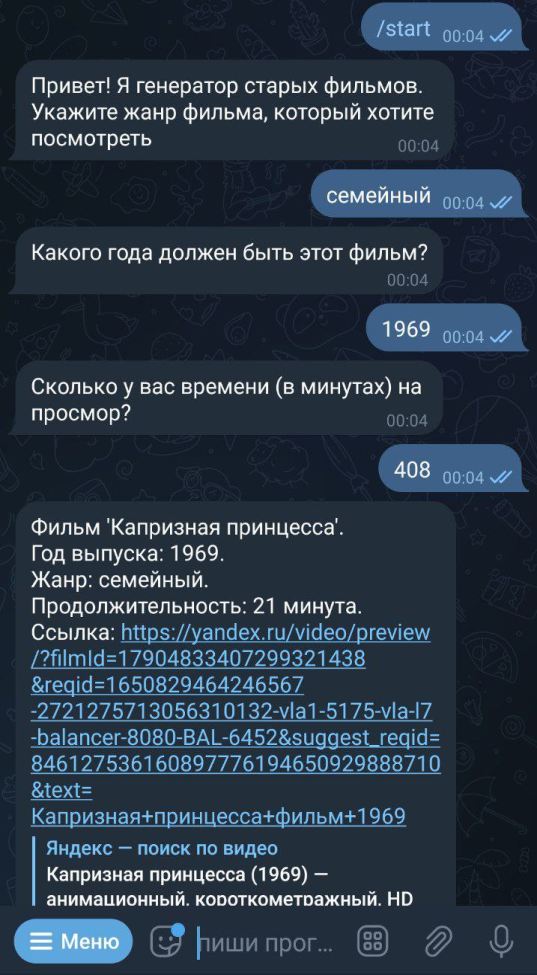 /start 00:04
Привет! Я генератор старых фильмов.
Укажите жанр фильма, который хотите
посмотреть
00:04
семейный 00:04
Какого года должен быть этот фильм?
00:04
1969 00:04
Сколько у вас времени (в минутах) на
просмор?
00:04
408 00:04
Фильм 'Капризная принцесса'.
Год выпуска: 1969.
Жанр: семейный.
Продолжительность: 21 минута.
Ссылка: https://yandex.ru/video/preview
/?filmId=17904833407299321438
&reqid=1650829464246567
-2721275713056310132-vla1-5175-vla-l7
-balancer-8080-BAL-6452&suggest_reqid=
846127536160897776194650929888710
&text=
Капризная+принцесса+фильм+1969
Яндекс — поиск по видео
Капризная принцесса (1969) —
анимационный, короткометражный, HD
Меню
пиши прог...